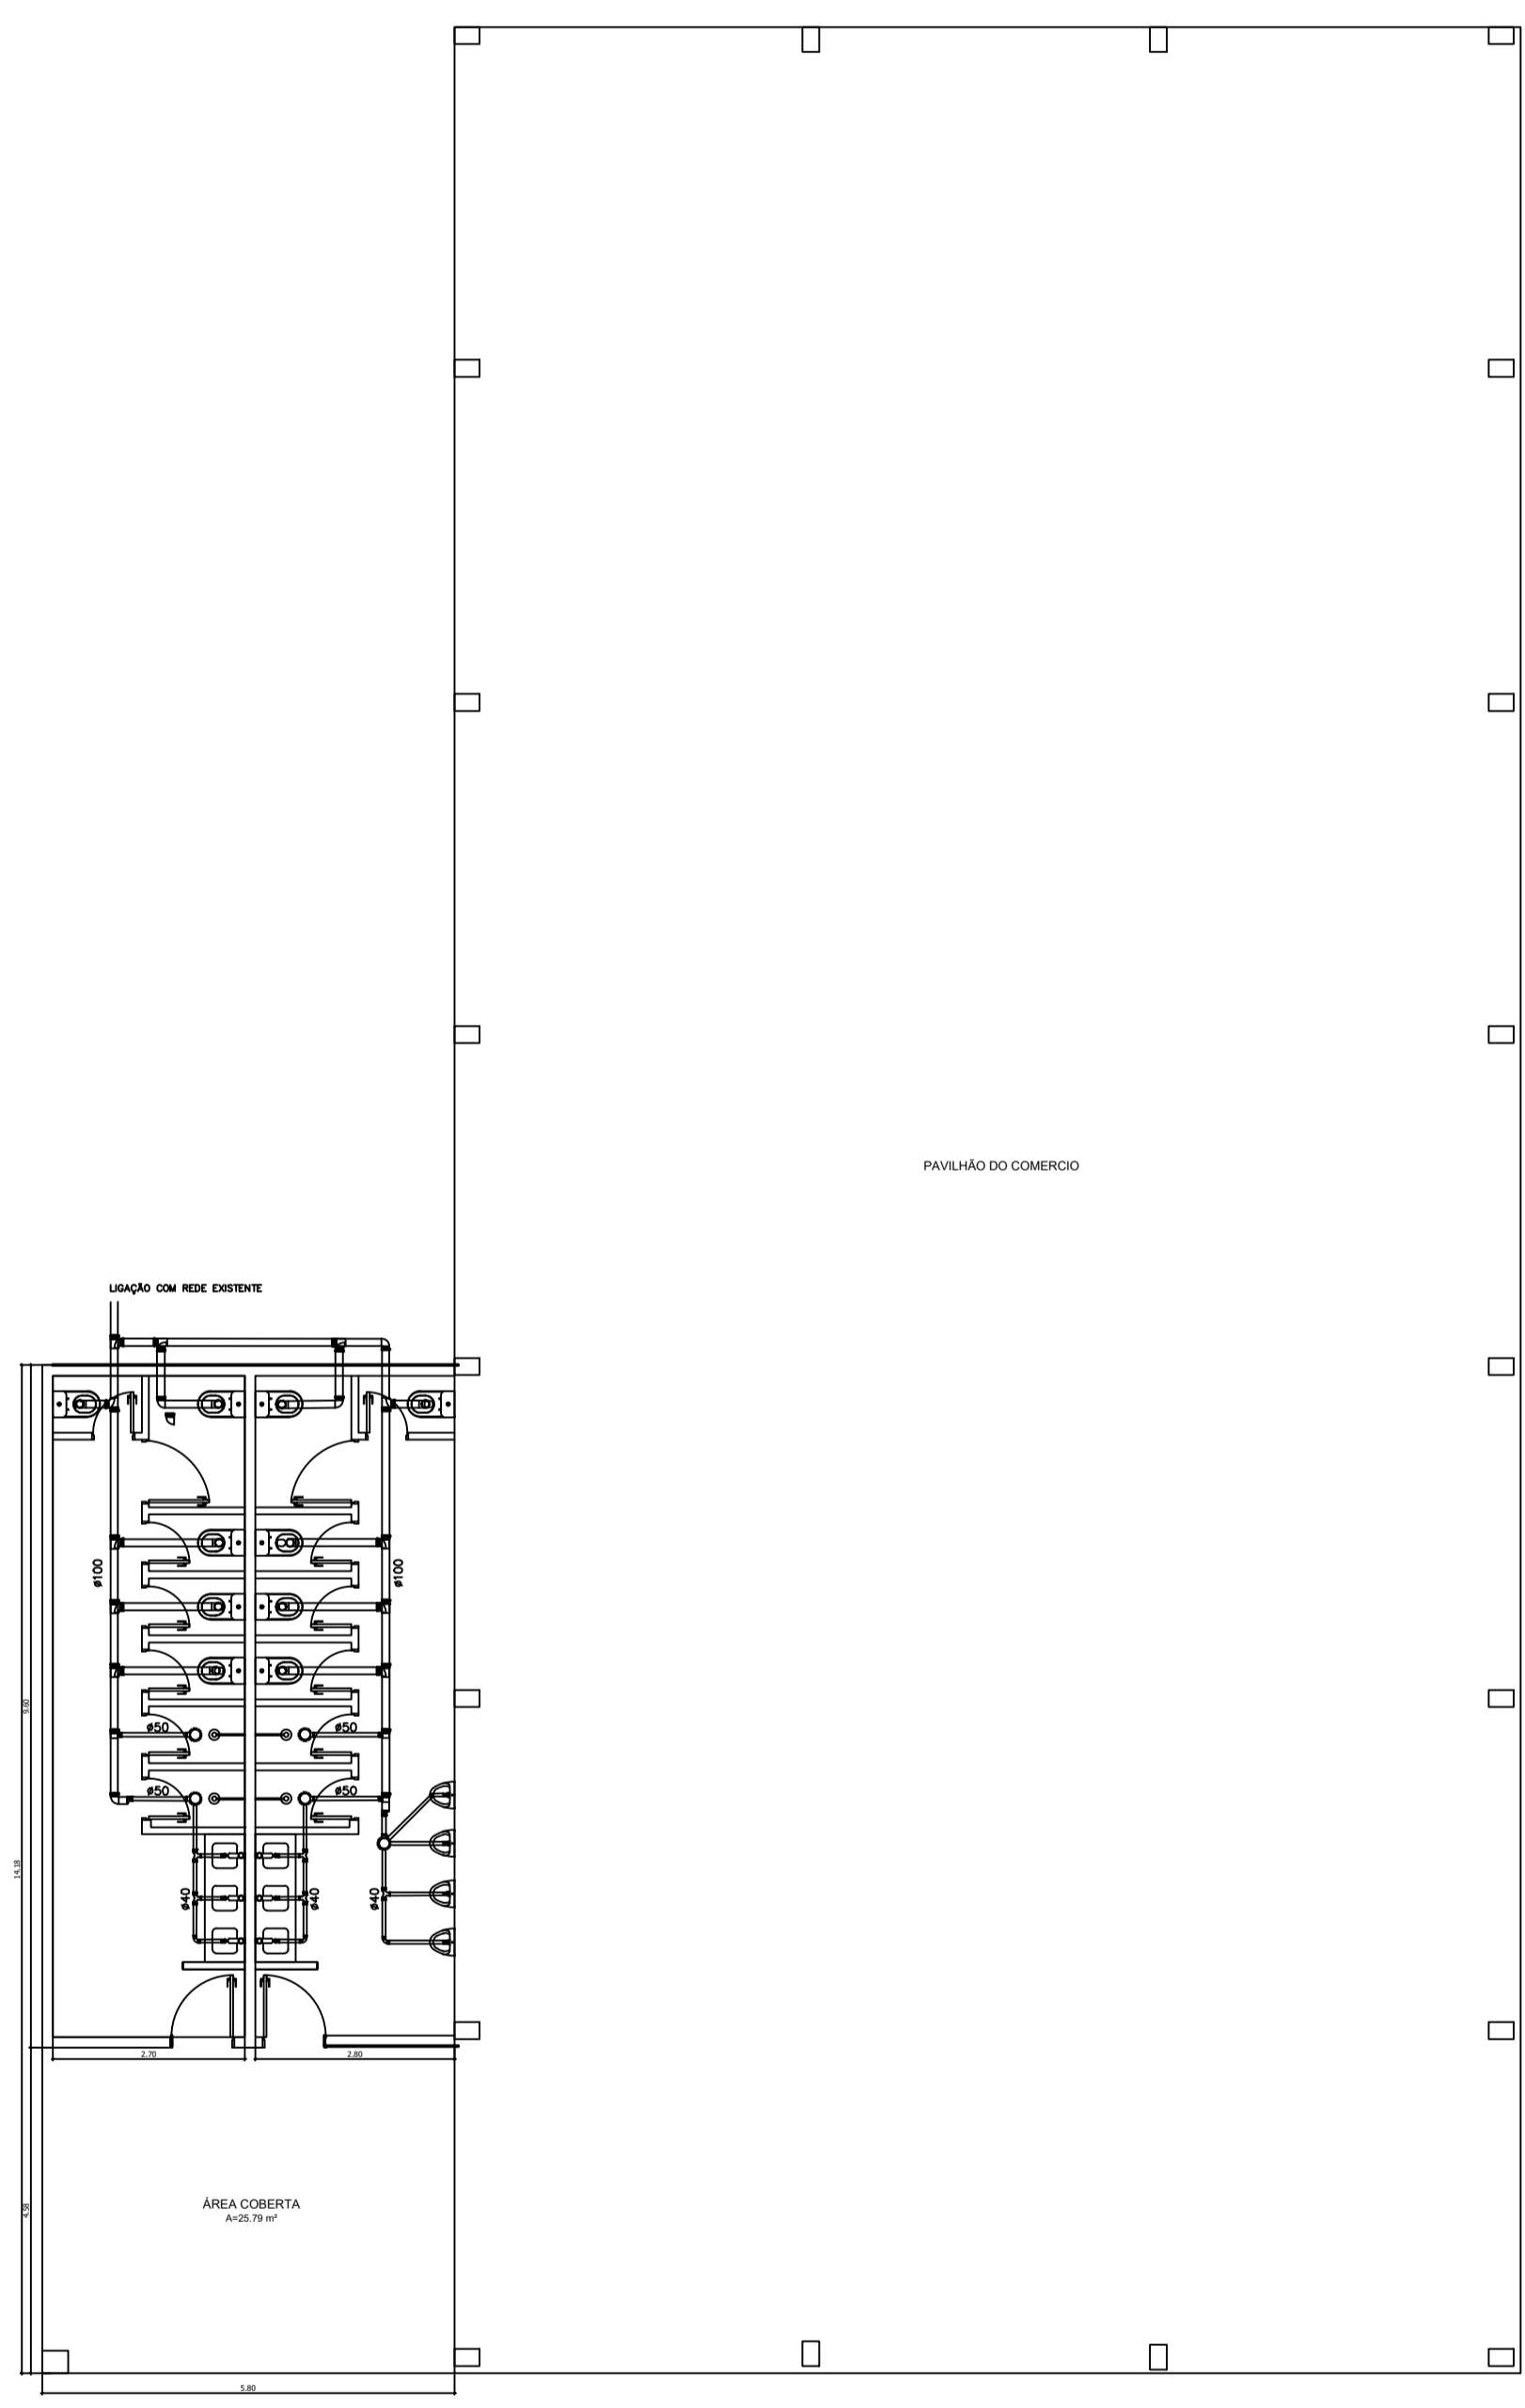 PAVILHÃO DO COMERCIO
LIGAÇÃO COM REDE EXISTENTE
ø100
ø100
9.60
ø50
ø50
ø50
ø50
14.18
ø40
ø40
ø40
2.70
2.80
ÁREA COBERTA
A=25.79 m²
4.58
5.80